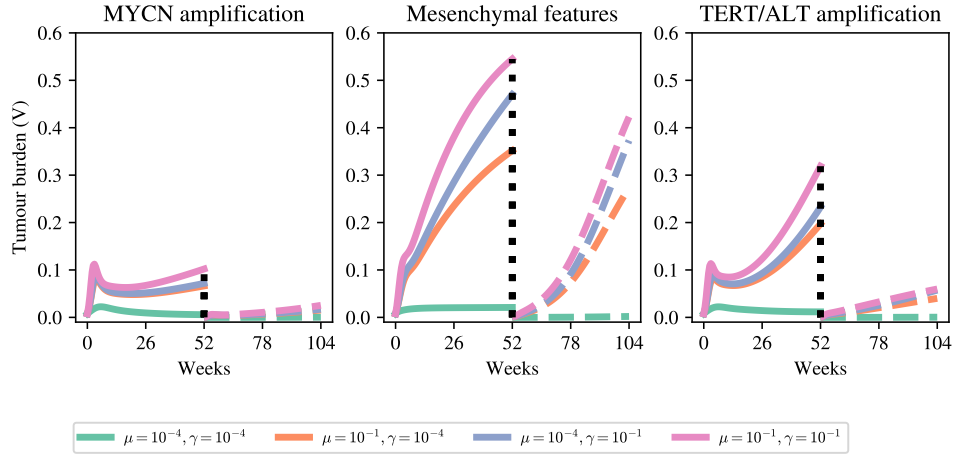 MYCN amplification
Mesenchymal features
TERT/ALT amplification
Tumour burden (V)
0.6
0.5
0.4
0.3
0.2
0.1
0.0
0 26 52 78 104
Weeks
0.6
0.5
0.4
0.3
0.2
0.1
0.0
0 26 52 78 104
Weeks
0.6
0.5
0.4
0.3
0.2
0.1
0.0
0 26 52 78 104
Weeks
μ = 10⁻⁴, γ = 10⁻⁴
μ = 10⁻¹, γ = 10⁻⁴
μ = 10⁻⁴, γ = 10⁻¹
μ = 10⁻¹, γ = 10⁻¹